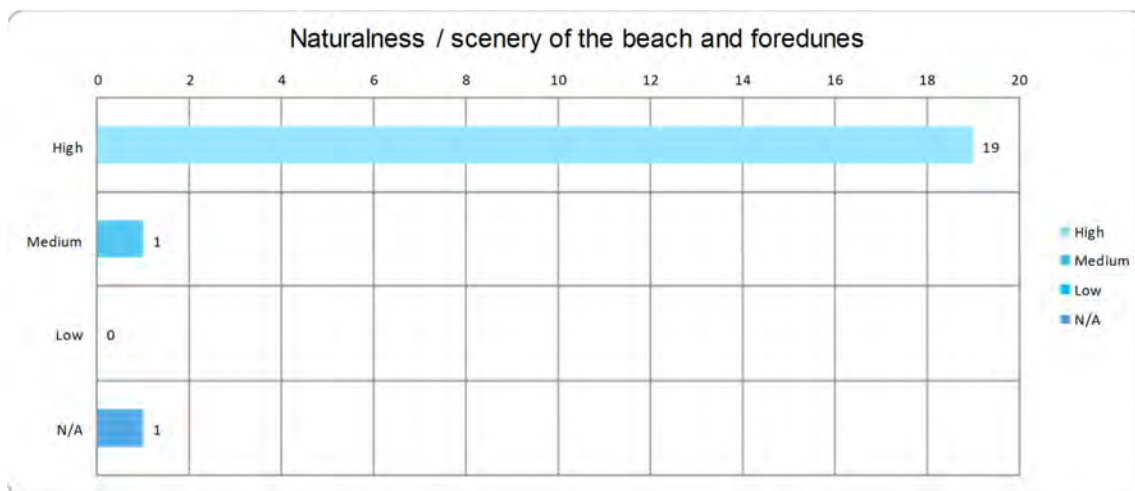 Naturalness / scenery of the beach and foredunes
0 2 4 6 8 10 12 14 16 18 20
High 19
Medium 1
Low 0
N/A 1
High
Medium
Low
N/A